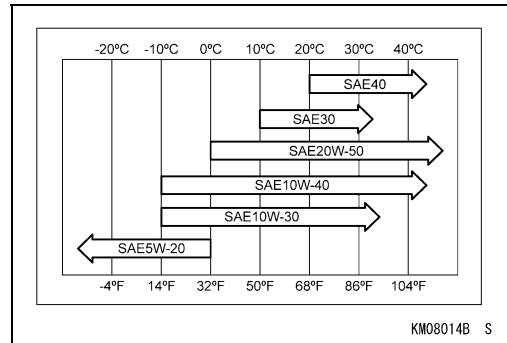 -20ºC -10ºC 0ºC 10ºC 20ºC 30ºC 40ºC
SAE40
SAE30
SAE20W-50
SAE10W-40
SAE10W-30
SAE5W-20
-4ºF 14ºF 32ºF 50ºF 68ºF 86ºF 104ºF
KM08014B S